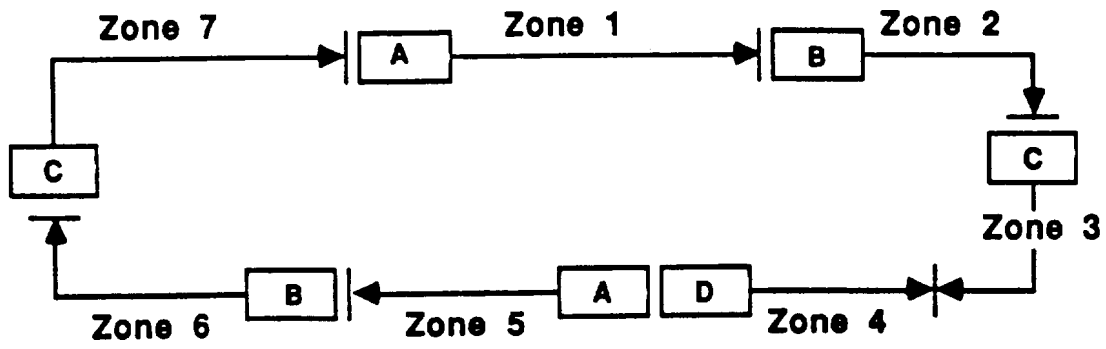 Zone 7
A
Zone 1
B
Zone 2
C
C
Zone 3
B
A
D
Zone 6
Zone 5
Zone 4